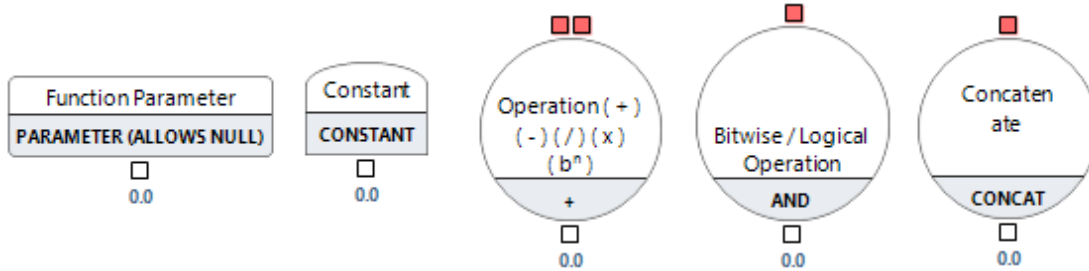 Function Parameter
PARAMETER (ALLOWS NULL)
0.0
Constant
CONSTANT
0.0
Operation ( + )
( - ) ( / ) ( x )
( bⁿ )
+
0.0
Bitwise / Logical
Operation
AND
0.0
Concaten
ate
CONCAT
0.0